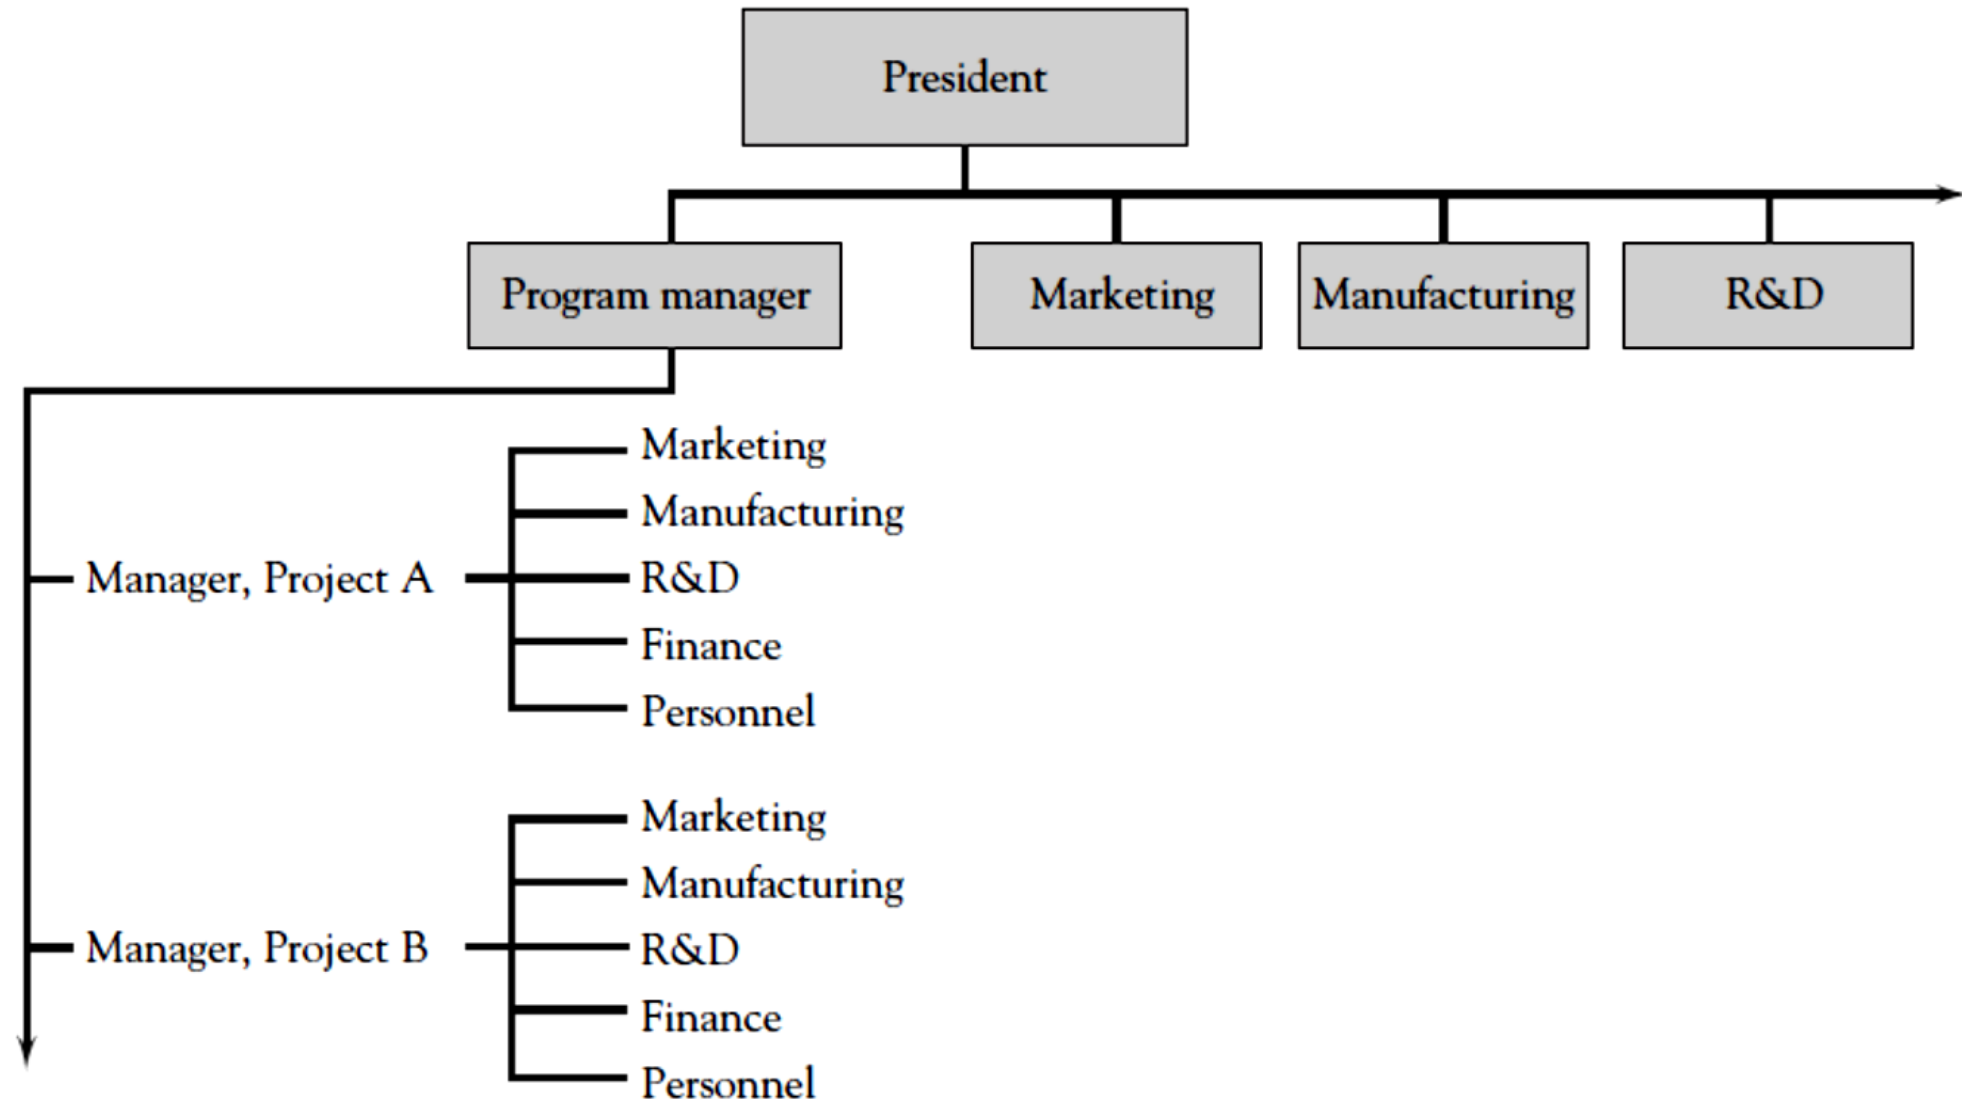 President
Program manager
Marketing
Manufacturing
R&D
Marketing
Manufacturing
Manager, Project A
R&D
Finance
Personnel
Marketing
Manufacturing
Manager, Project B
R&D
Finance
Personnel